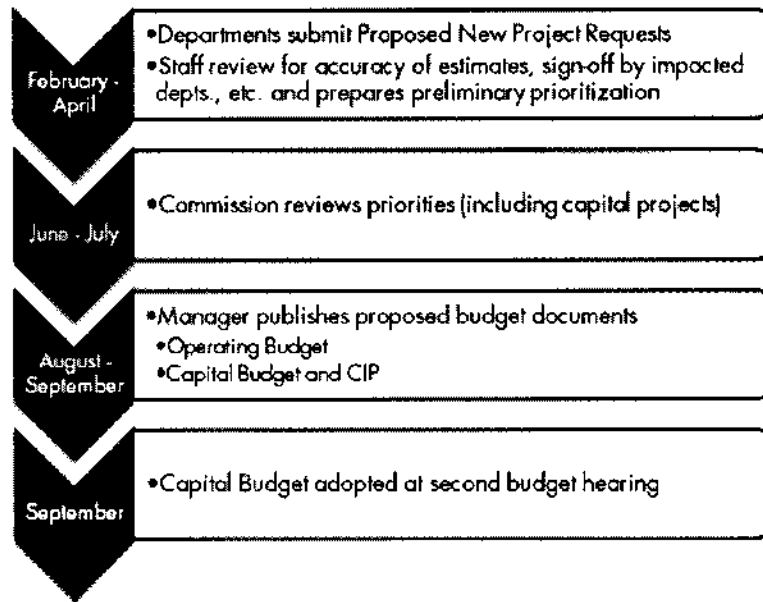 February -
April
•Departments submit Proposed New Project Requests
•Staff review for accuracy of estimates, sign-off by impacted
depts., etc. and prepares preliminary prioritization
June - July
•Commission reviews priorities (including capital projects)
August -
September
•Manager publishes proposed budget documents
•Operating Budget
•Capital Budget and CIP
September
•Capital Budget adopted at second budget hearing